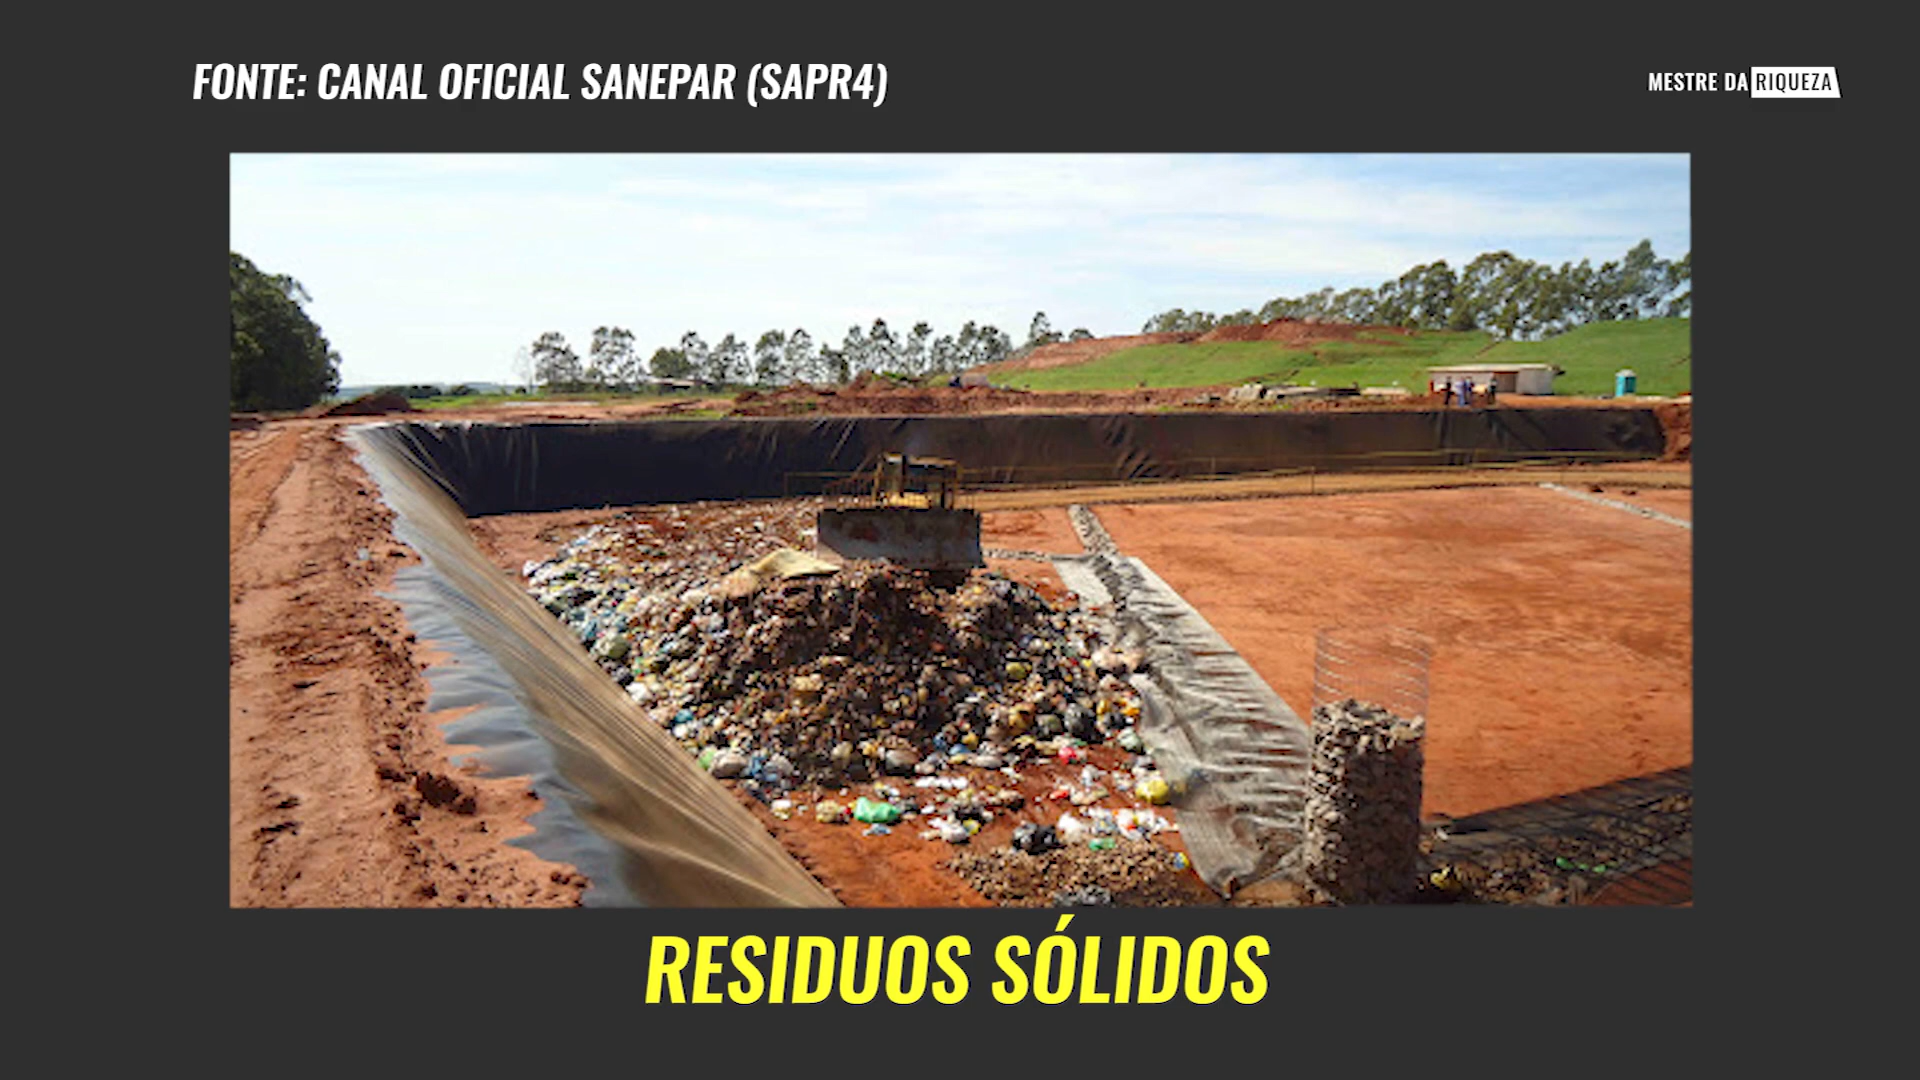 FONTE: CANAL OFICIAL SANEPAR (SAPR4)
MESTRE DA RIQUEZA
RESIDUOS SÓLIDOS